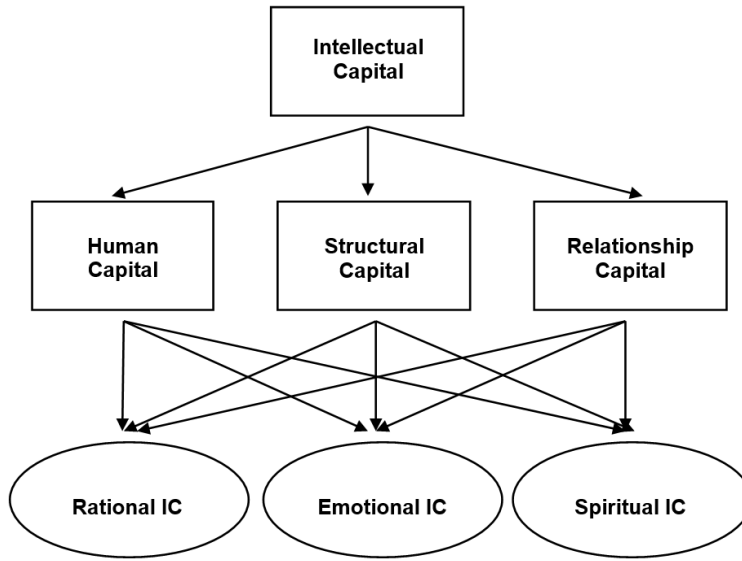 Intellectual
Capital
Human
Capital
Structural
Capital
Relationship
Capital
Rational IC
Emotional IC
Spiritual IC